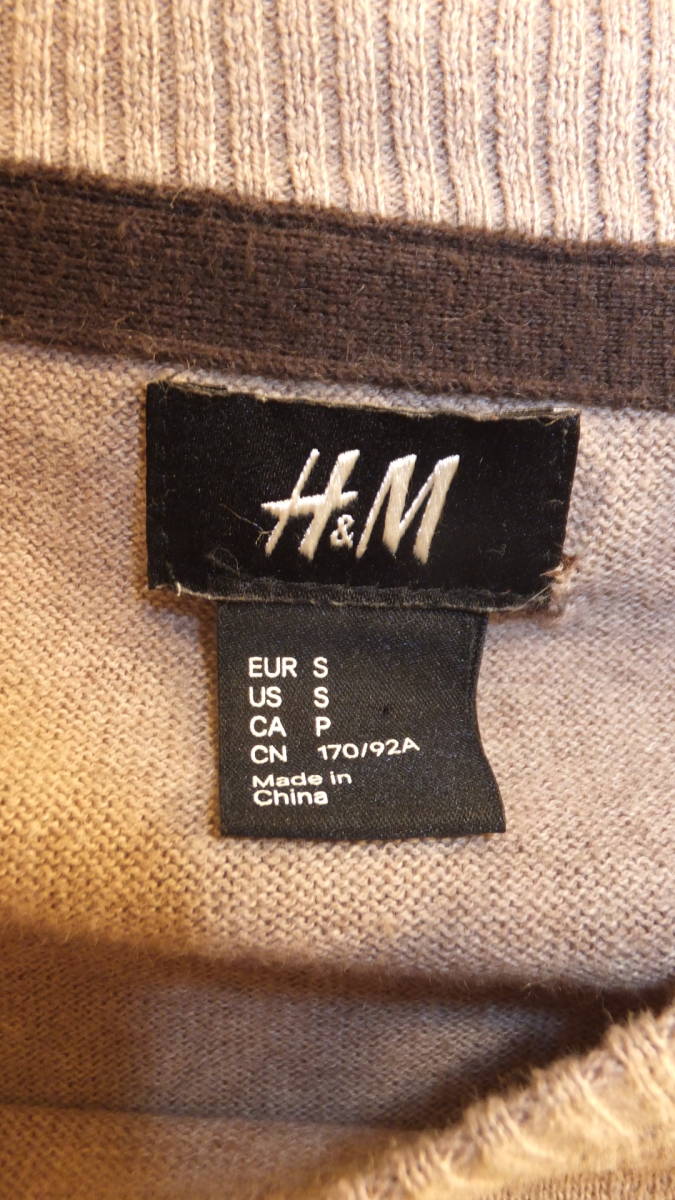 H&M
EUR S
US S
CA P
CN 170/92A
Made in
China